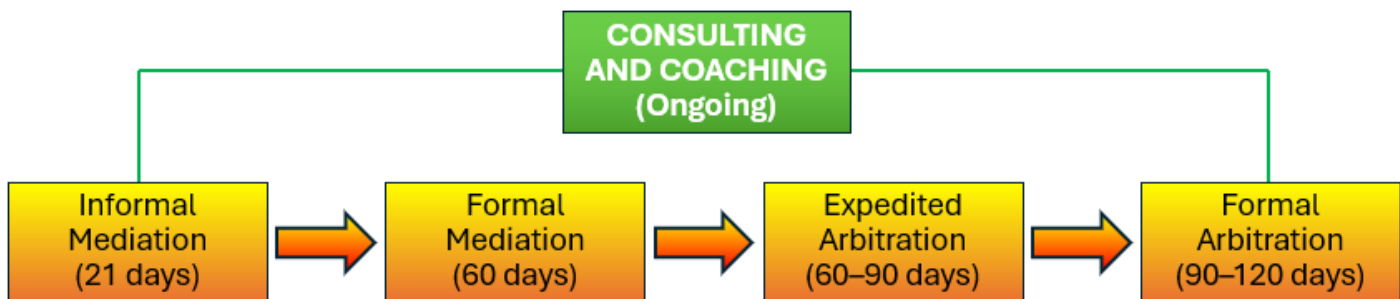 CONSULTING
AND COACHING
(Ongoing)
Informal
Mediation
(21 days)
Formal
Mediation
(60 days)
Expedited
Arbitration
(60–90 days)
Formal
Arbitration
(90–120 days)